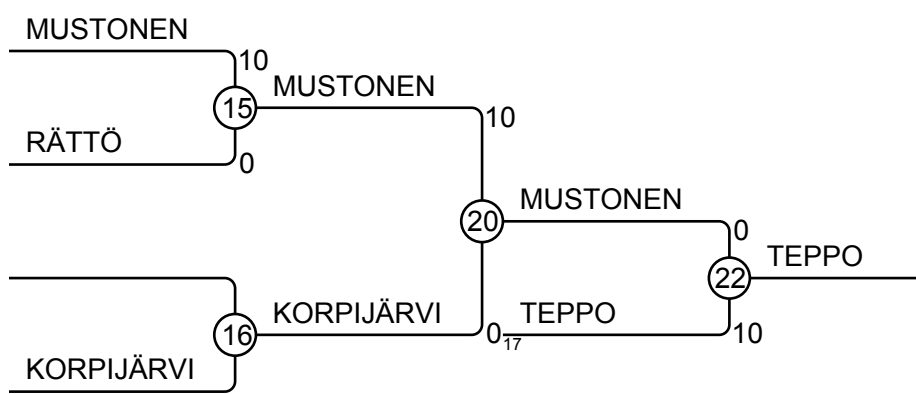 MUSTONEN
10
15
MUSTONEN
10
RÄTTÖ
0
20
MUSTONEN
0
22
TEPPO
16
KORPIJÄRVI
0
17
TEPPO
10
KORPIJÄRVI